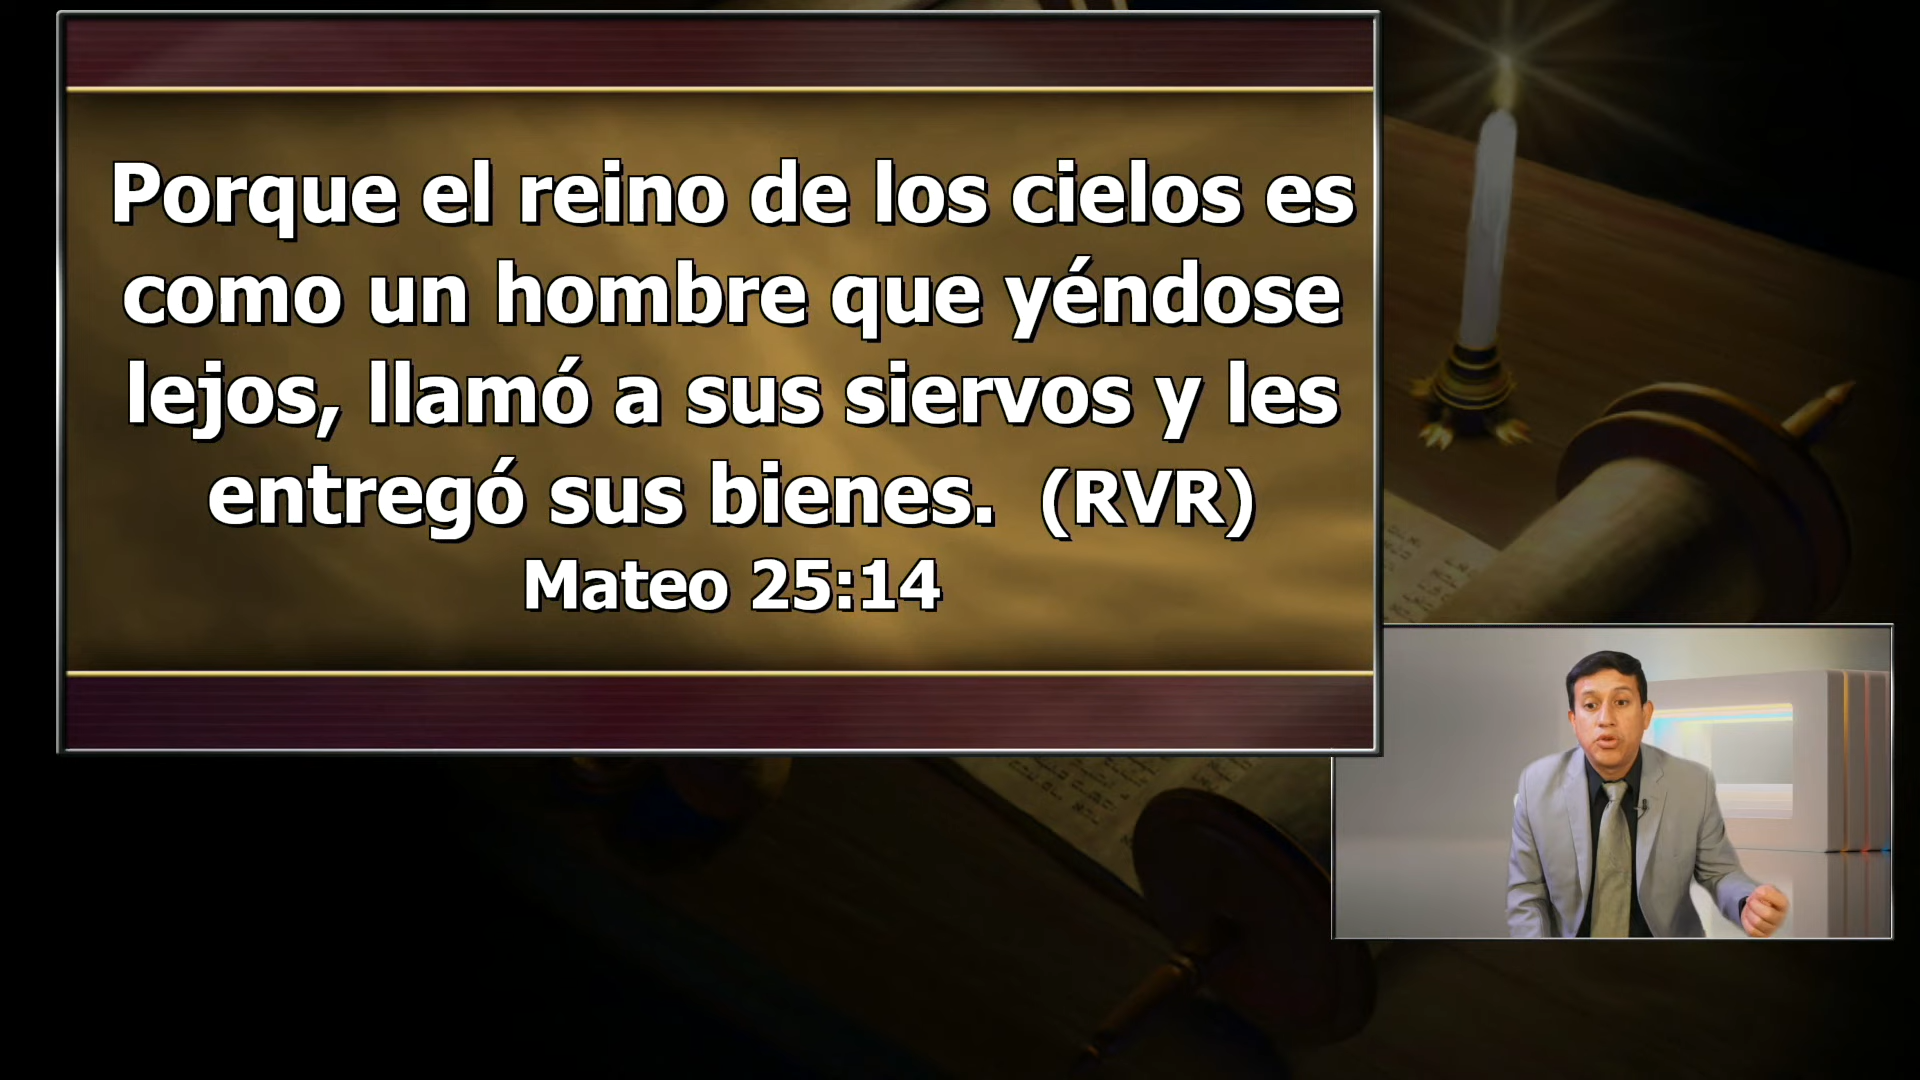 Porque el reino de los cielos es
como un hombre que yéndose
lejos, llamó a sus siervos y les
entregó sus bienes. (RVR)
Mateo 25:14